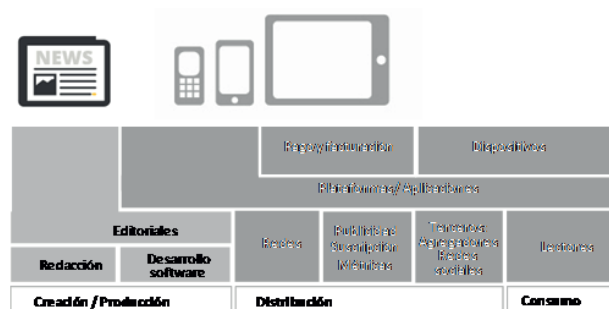 NEWS
Pago y facturación
Dispositivos
Plataformas/ Aplicaciones
Editoriales
Redes
Publicidad
Suscripción
Métricas
Terceros
Agregadores
Redes
sociales
Lectores
Redacción
Desarrollo
software
Creación / Producción
Distribución
Consumo